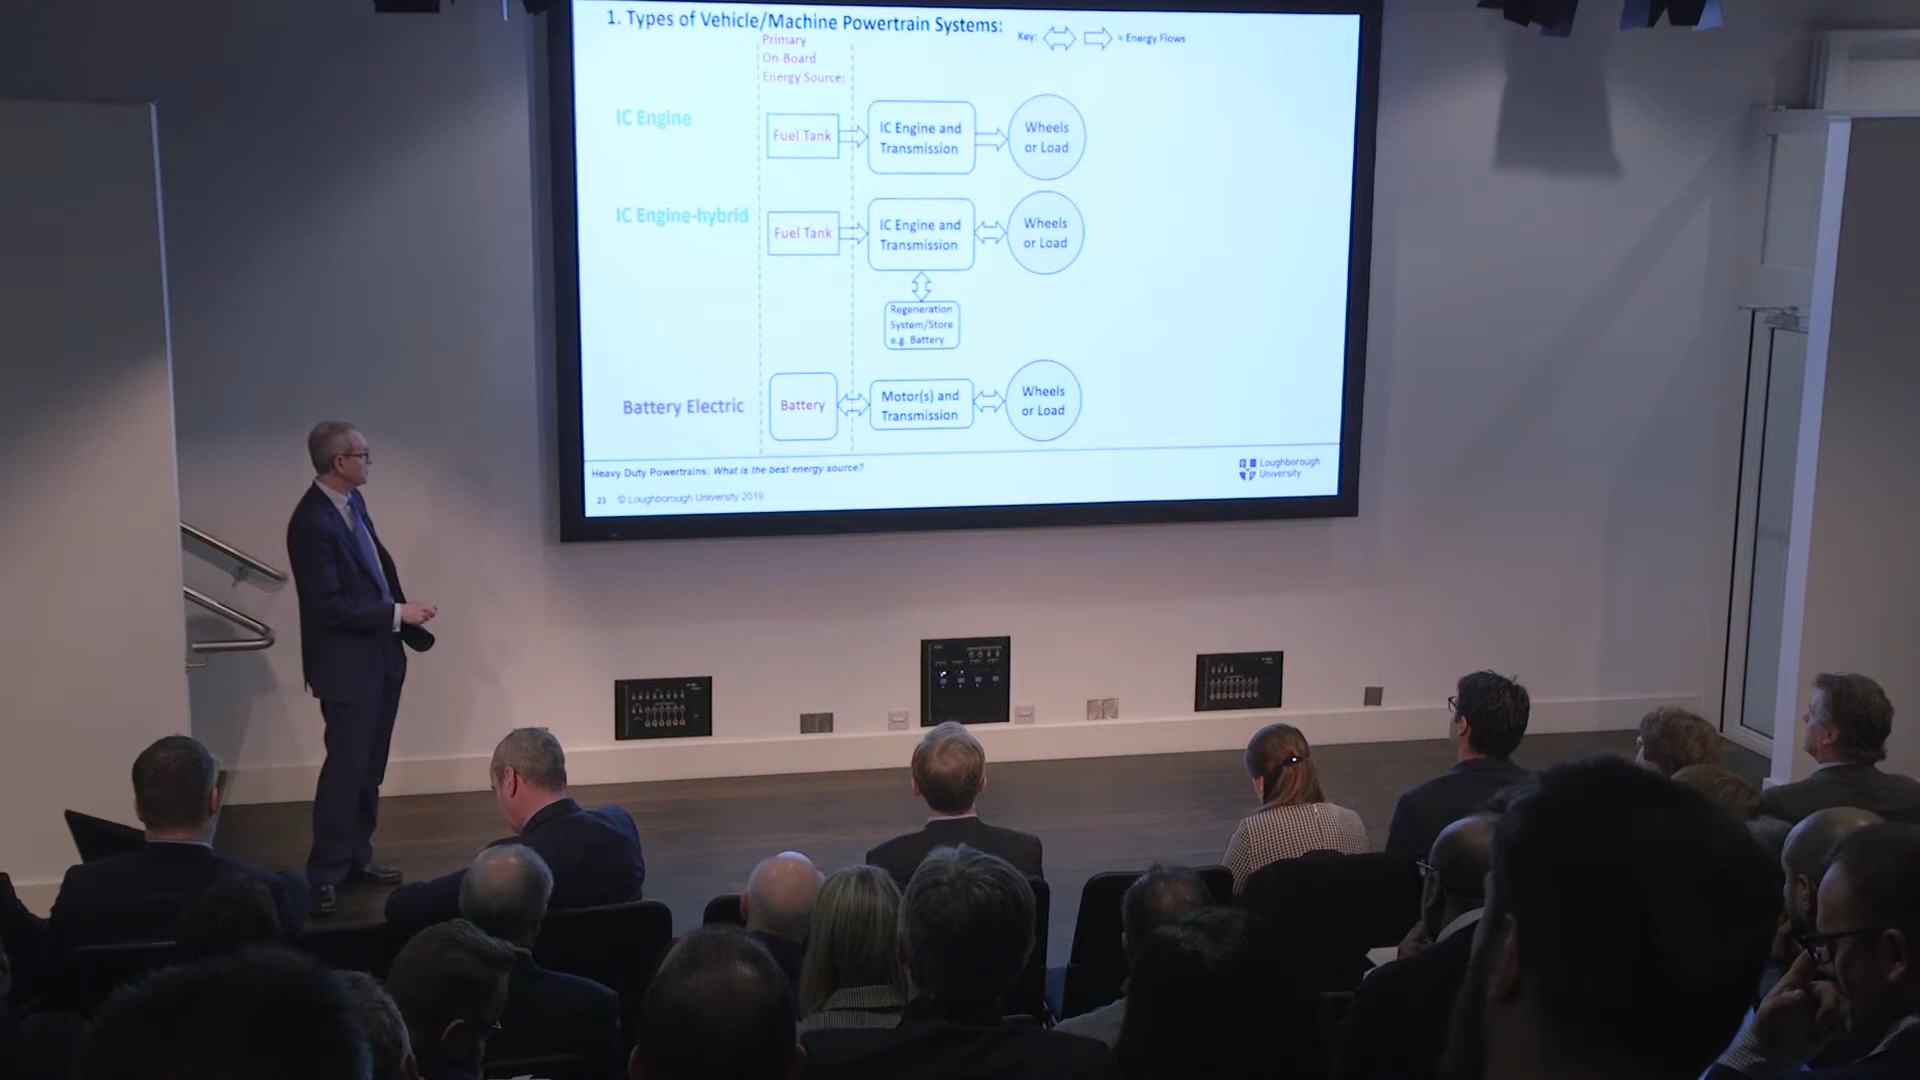 1. Types of Vehicle/Machine Powertrain Systems:
Key:
= Energy Flows
Primary
On-Board
Energy Source:
IC Engine
Fuel Tank
IC Engine and
Transmission
Wheels
or Load
IC Engine-hybrid
Fuel Tank
IC Engine and
Transmission
Wheels
or Load
Regeneration
System/Store
e.g. Battery
Battery Electric
Battery
Motor(s) and
Transmission
Wheels
or Load
Heavy Duty Powertrains: What is the best energy source?
Loughborough
University
23 © Loughborough University 2019